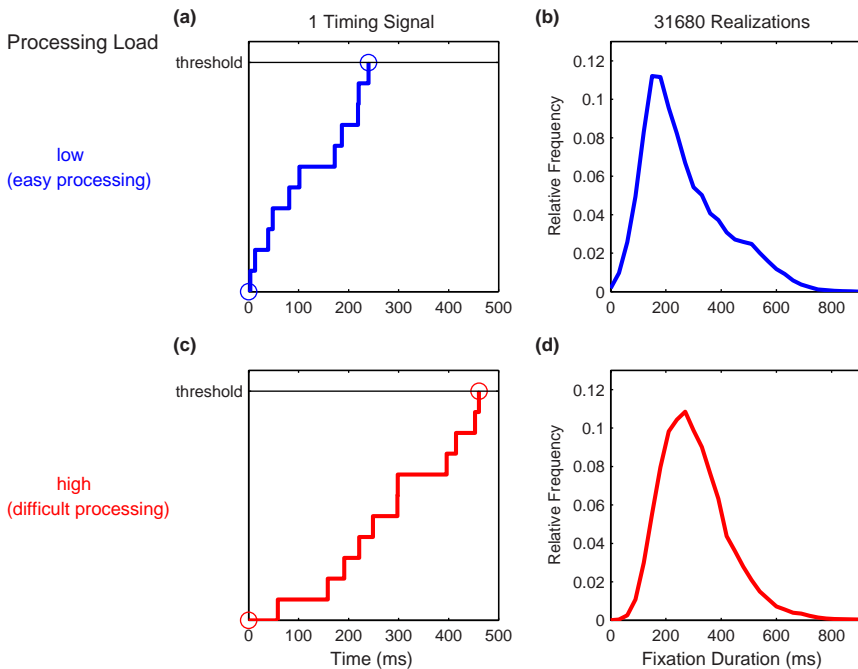 Processing Load
(a)
1 Timing Signal
threshold
low
(easy processing)
0 100 200 300 400 500
(b)
31680 Realizations
Relative Frequency
0.12
0.1
0.08
0.06
0.04
0.02
0
0 200 400 600 800
(c)
threshold
high
(difficult processing)
0 100 200 300 400 500
Time (ms)
(d)
Relative Frequency
0.12
0.1
0.08
0.06
0.04
0.02
0
0 200 400 600 800
Fixation Duration (ms)